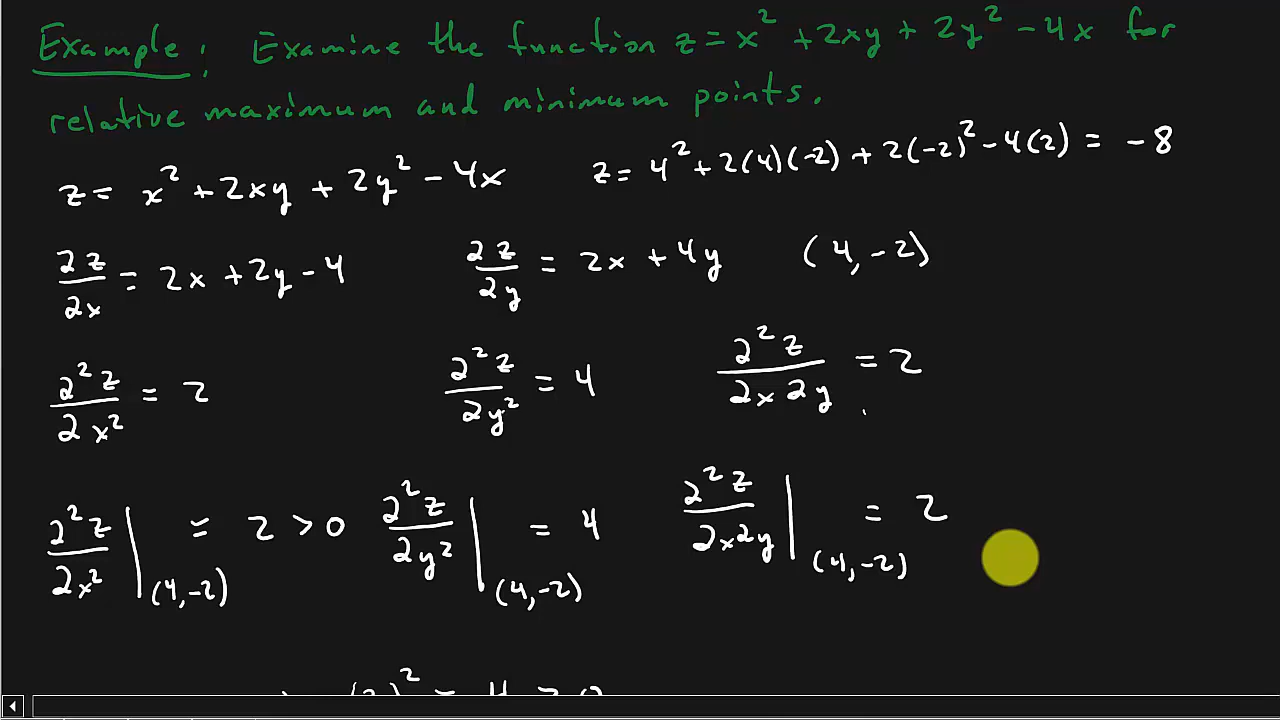 Example: Examine the function z = x² + 2xy + 2y² - 4x for
relative maximum and minimum points.
z = x² + 2xy + 2y² - 4x z = 4² + 2(4)(-2) + 2(-2)² - 4(2) = -8
∂z/∂x = 2x + 2y - 4 ∂z/∂y = 2x + 4y (4, -2)
∂²z/∂x² = 2 ∂²z/∂y² = 4 ∂²z/∂x∂y = 2
∂²z/∂x² |(4,-2) = 2 > 0 ∂²z/∂y² |(4,-2) = 4 ∂²z/∂x∂y |(4,-2) = 2